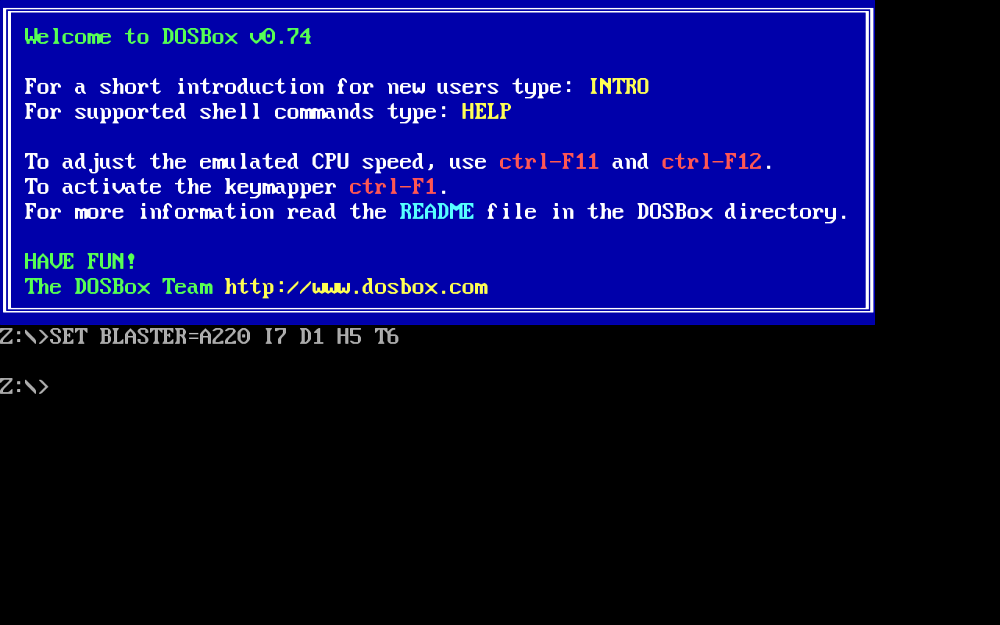 Welcome to DOSBox v0.74
For a short introduction for new users type: INTRO
For supported shell commands type: HELP
To adjust the emulated CPU speed, use ctrl-F11 and ctrl-F12.
To activate the keymapper ctrl-F1.
For more information read the README file in the DOSBox directory.
HAVE FUN!
The DOSBox Team http://www.dosbox.com
Z:\>SET BLASTER=A220 I7 D1 H5 T6
Z:\>